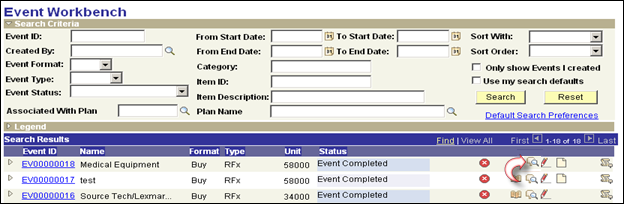 Event Workbench
Search Criteria
Event ID: From Start Date: To Start Date: Sort With:
Created By: From End Date: To End Date: Sort Order:
Event Format: Category: Only show Events I created
Event Type: Item ID: Use my search defaults
Event Status: Item Description: Search Reset
Associated With Plan Plan Name Default Search Preferences
Legend
Search Results Find | View All First 1-18 of 18 Last
Event ID Name Format Type Unit Status
EV00000018 Medical Equipment Buy RFx 58000 Event Completed
EV00000017 test Buy RFx 58000 Event Completed
EV00000016 Source Tech/Lexmar... Buy RFx 34000 Event Completed